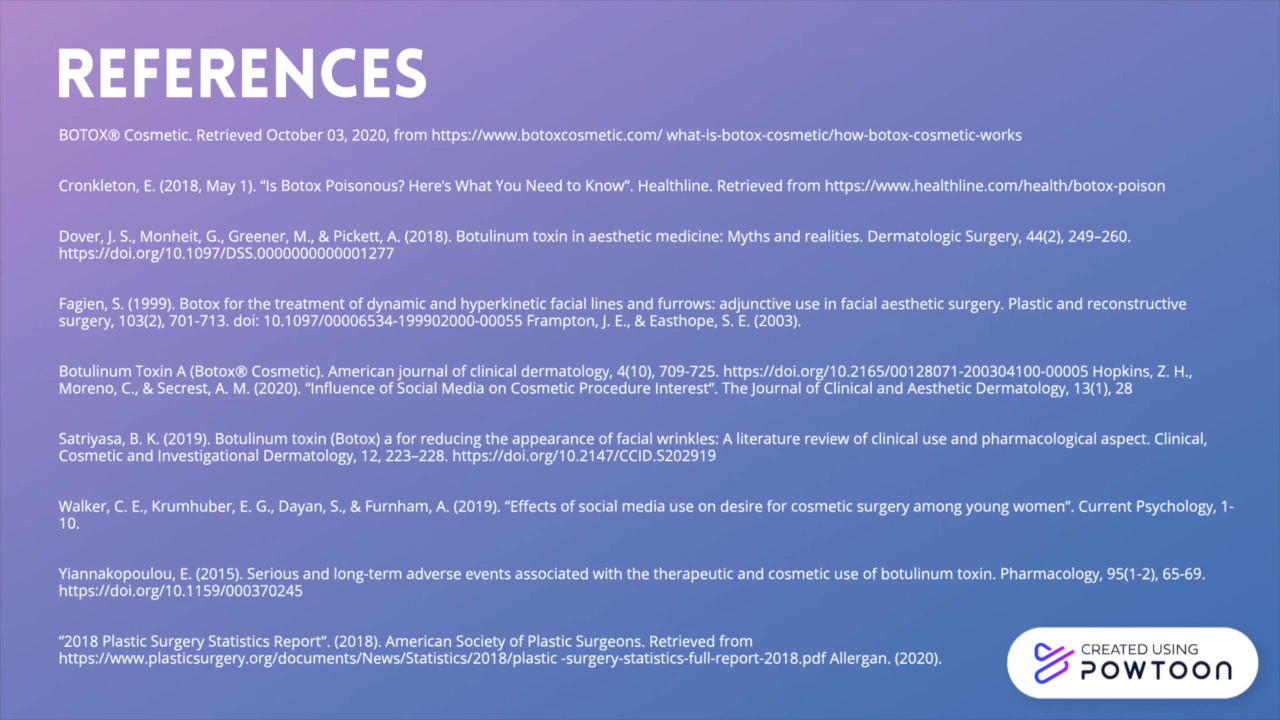 REFERENCES
BOTOX® Cosmetic. Retrieved October 03, 2020, from https://www.botoxcosmetic.com/ what-is-botox-cosmetic/how-botox-cosmetic-works
Cronkleton, E. (2018, May 1). “Is Botox Poisonous? Here’s What You Need to Know”. Healthline. Retrieved from https://www.healthline.com/health/botox-poison
Dover, J. S., Monheit, G., Greener, M., & Pickett, A. (2018). Botulinum toxin in aesthetic medicine: Myths and realities. Dermatologic Surgery, 44(2), 249–260.
https://doi.org/10.1097/DSS.0000000000001277
Fagien, S. (1999). Botox for the treatment of dynamic and hyperkinetic facial lines and furrows: adjunctive use in facial aesthetic surgery. Plastic and reconstructive
surgery, 103(2), 701-713. doi: 10.1097/00006534-199902000-00055 Frampton, J. E., & Easthope, S. E. (2003).
Botulinum Toxin A (Botox® Cosmetic). American journal of clinical dermatology, 4(10), 709-725. https://doi.org/10.2165/00128071-200304100-00005 Hopkins, Z. H.,
Moreno, C., & Secrest, A. M. (2020). “Influence of Social Media on Cosmetic Procedure Interest”. The Journal of Clinical and Aesthetic Dermatology, 13(1), 28
Satriyasa, B. K. (2019). Botulinum toxin (Botox) a for reducing the appearance of facial wrinkles: A literature review of clinical use and pharmacological aspect. Clinical,
Cosmetic and Investigational Dermatology, 12, 223–228. https://doi.org/10.2147/CCID.S202919
Walker, C. E., Krumhuber, E. G., Dayan, S., & Furnham, A. (2019). “Effects of social media use on desire for cosmetic surgery among young women”. Current Psychology, 1-
10.
Yiannakopoulou, E. (2015). Serious and long-term adverse events associated with the therapeutic and cosmetic use of botulinum toxin. Pharmacology, 95(1-2), 65-69.
https://doi.org/10.1159/000370245
“2018 Plastic Surgery Statistics Report”. (2018). American Society of Plastic Surgeons. Retrieved from
https://www.plasticsurgery.org/documents/News/Statistics/2018/plastic -surgery-statistics-full-report-2018.pdf Allergan. (2020).
CREATED USING
POWTOON